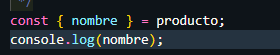 */
const { nombre } = producto;
console.log(nombre);